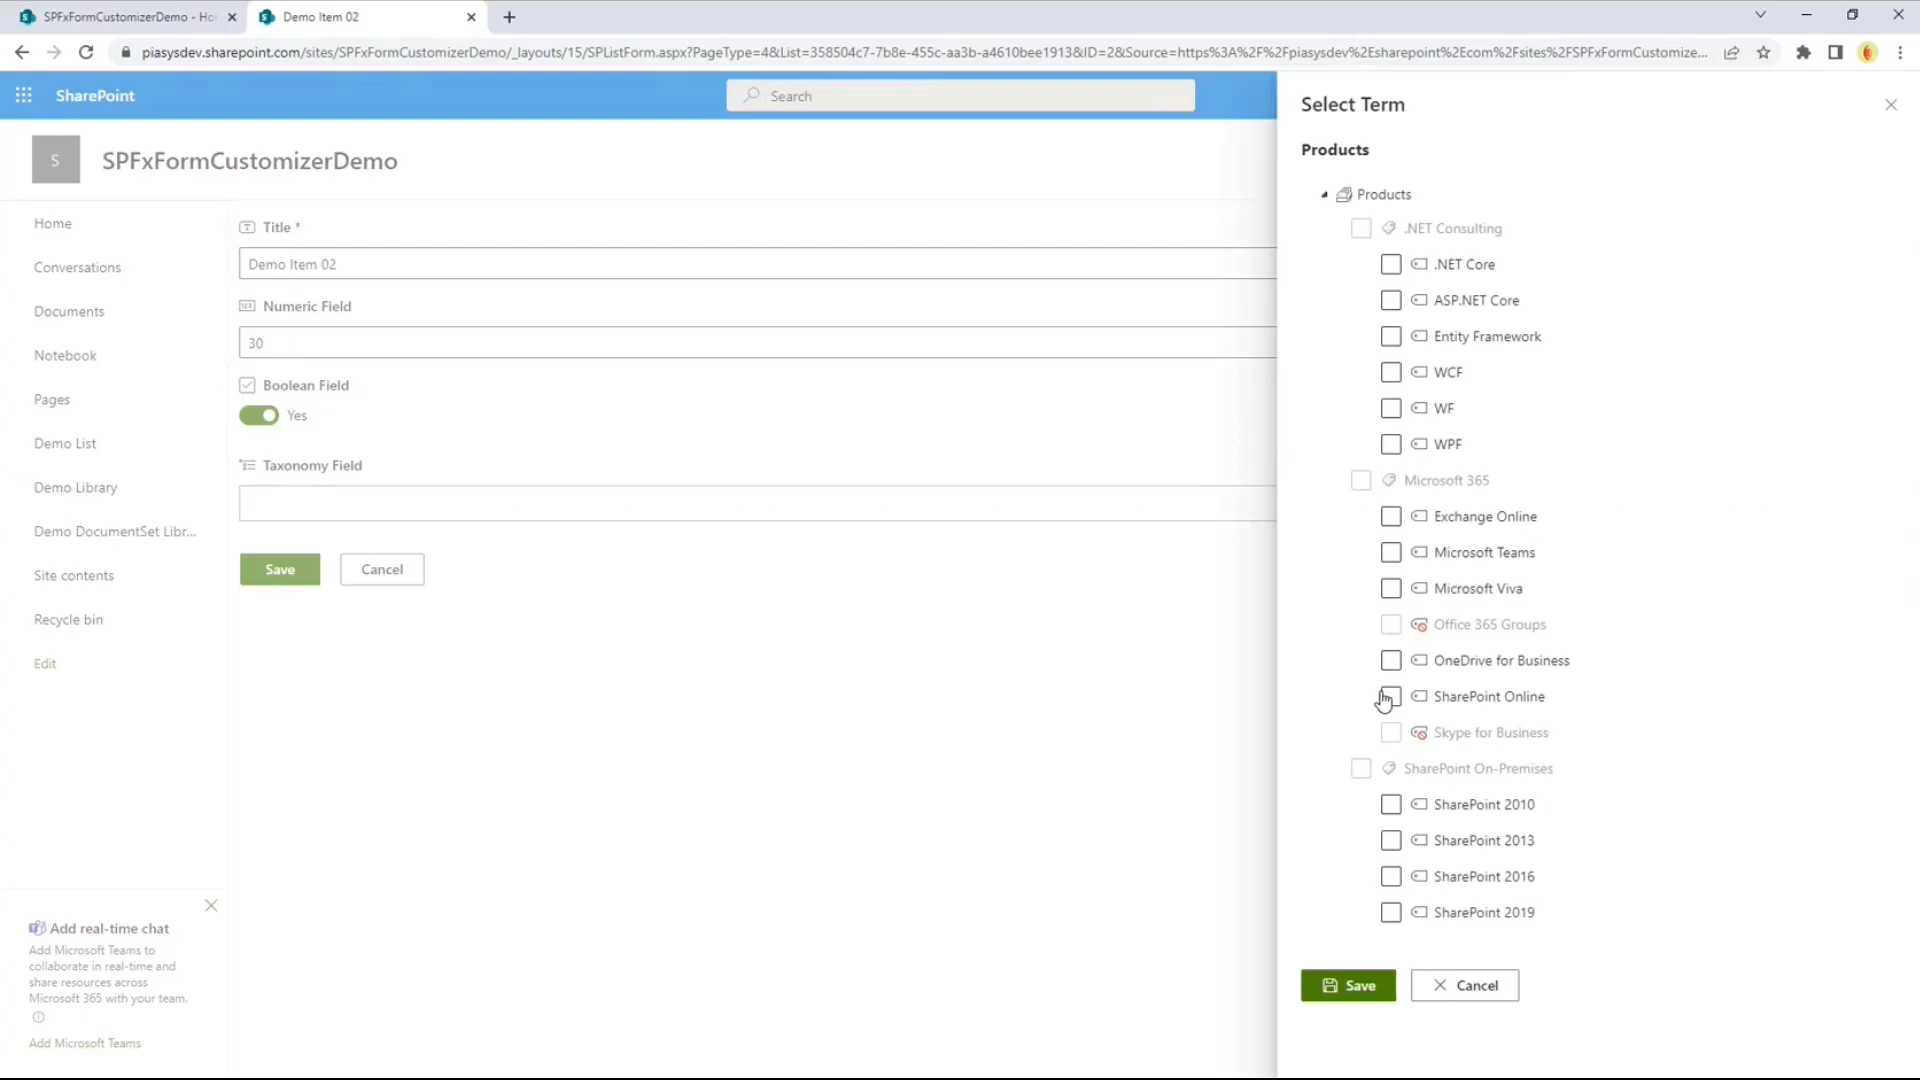 SPFxFormCustomizerDemo - Ho
Demo Item 02
piasysdev.sharepoint.com/sites/SPFxFormCustomizerDemo/_layouts/15/SPListForm.aspx?PageType=4&List=358504c7-7b8e-455c-aa3b-a4610bee1913&ID=2&Source=https%3A%2F%2Fpiasysdev%2Esharepoint%2Ecom%2Fsites%2FSPFxFormCustomize...
SharePoint
Search
S
SPFxFormCustomizerDemo
Home
Conversations
Documents
Notebook
Pages
Demo List
Demo Library
Demo DocumentSet Libr...
Site contents
Recycle bin
Edit
Add real-time chat
Add Microsoft Teams to
collaborate in real-time and
share resources across
Microsoft 365 with your team.
Add Microsoft Teams
Title *
Demo Item 02
Numeric Field
30
Boolean Field
Yes
Taxonomy Field
Save
Cancel
Select Term
Products
Products
.NET Consulting
.NET Core
ASP.NET Core
Entity Framework
WCF
WF
WPF
Microsoft 365
Exchange Online
Microsoft Teams
Microsoft Viva
Office 365 Groups
OneDrive for Business
SharePoint Online
Skype for Business
SharePoint On-Premises
SharePoint 2010
SharePoint 2013
SharePoint 2016
SharePoint 2019
Save
Cancel